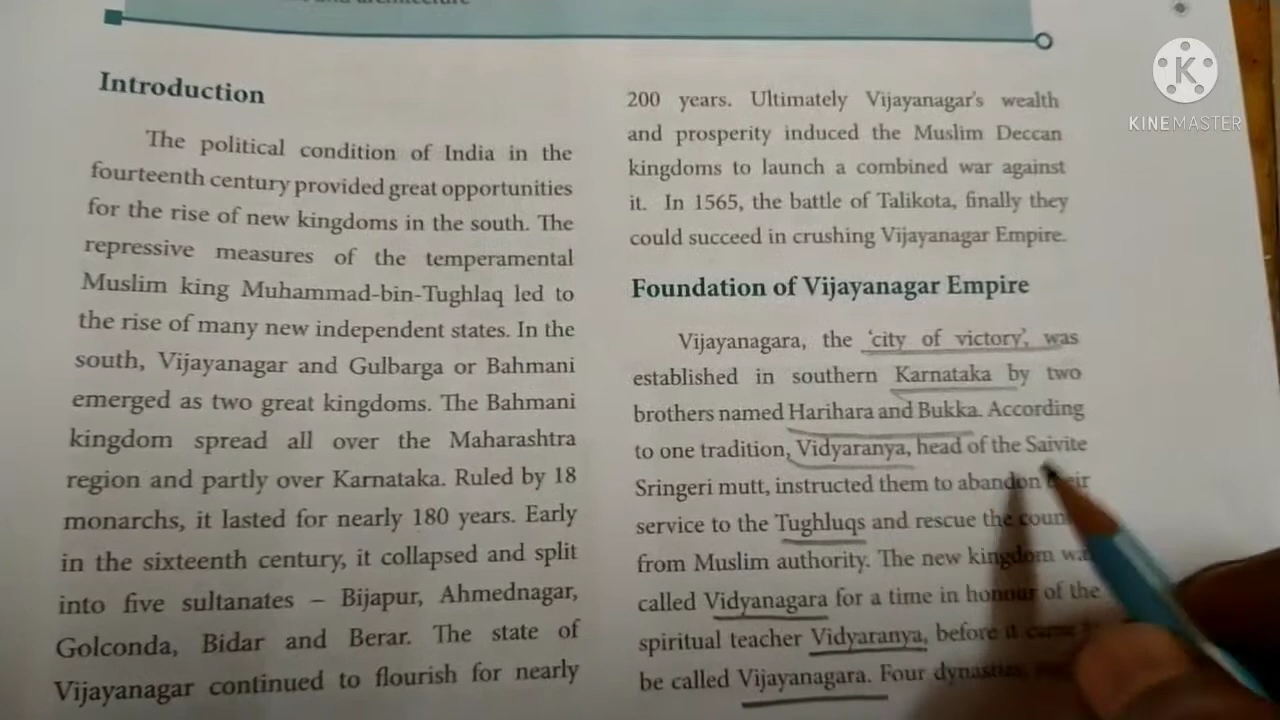 and architecture
Introduction
The political condition of India in the
fourteenth century provided great opportunities
for the rise of new kingdoms in the south. The
repressive measures of the temperamental
Muslim king Muhammad-bin-Tughlaq led to
the rise of many new independent states. In the
south, Vijayanagar and Gulbarga or Bahmani
emerged as two great kingdoms. The Bahmani
kingdom spread all over the Maharashtra
region and partly over Karnataka. Ruled by 18
monarchs, it lasted for nearly 180 years. Early
in the sixteenth century, it collapsed and split
into five sultanates – Bijapur, Ahmednagar,
Golconda, Bidar and Berar. The state of
Vijayanagar continued to flourish for nearly
200 years. Ultimately Vijayanagar's wealth
and prosperity induced the Muslim Deccan
kingdoms to launch a combined war against
it. In 1565, the battle of Talikota, finally they
could succeed in crushing Vijayanagar Empire.
Foundation of Vijayanagar Empire
Vijayanagara, the 'city of victory', was
established in southern Karnataka by two
brothers named Harihara and Bukka. According
to one tradition, Vidyaranya, head of the Saivite
Sringeri mutt, instructed them to abandon their
service to the Tughluqs and rescue the
from Muslim authority. The new kingdom
called Vidyanagara for a time in honour of the
spiritual teacher Vidyaranya, before it came
be called Vijayanagara. Four
K
KINEMASTER